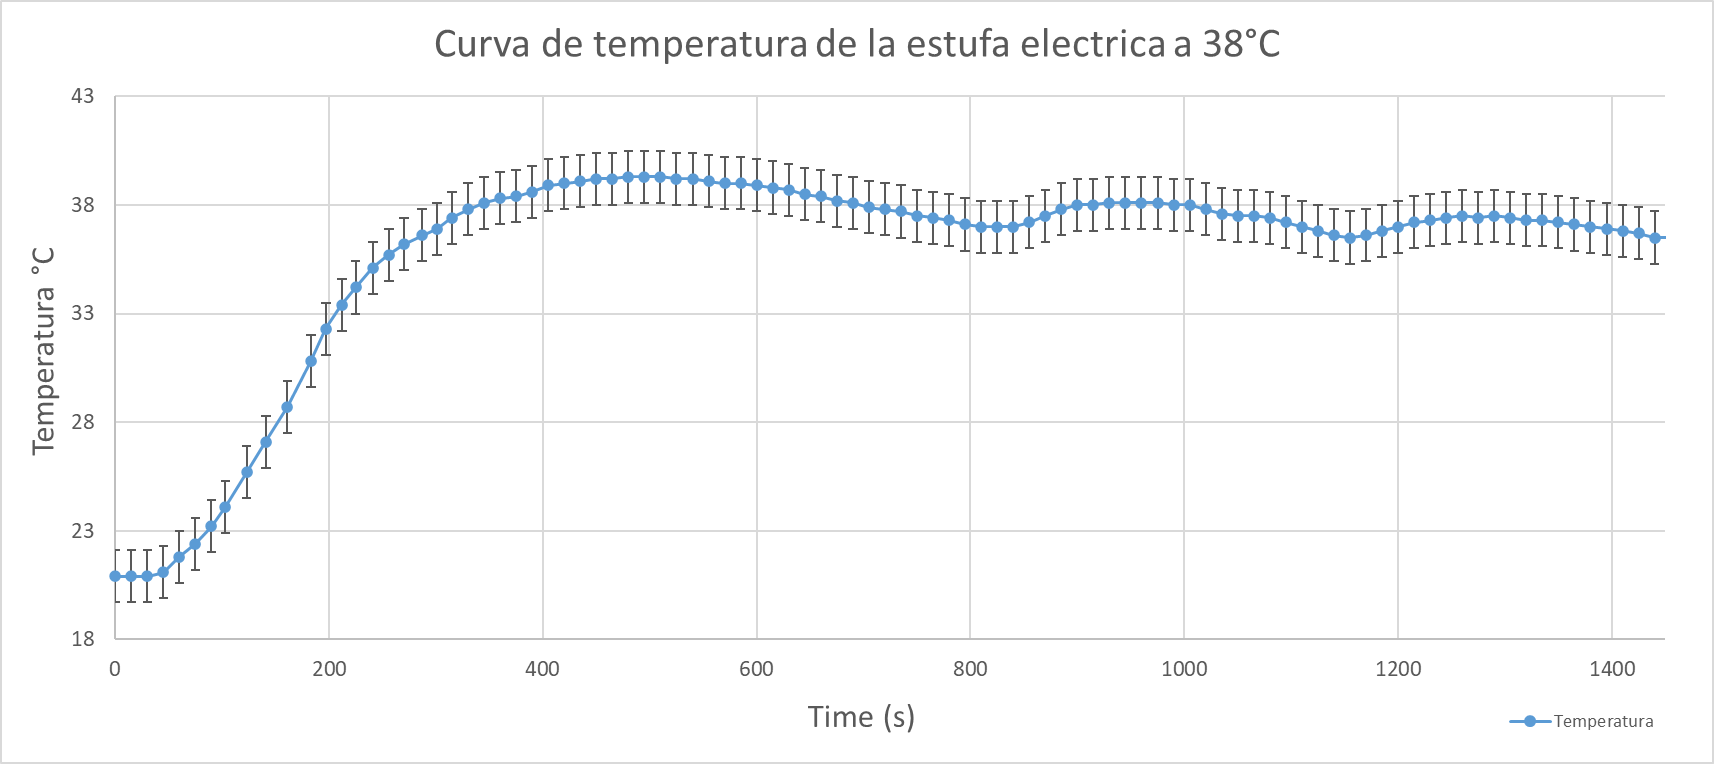 Curva de temperatura de la estufa electrica a 38°C
43
38
33
28
23
18
Temperatura °C
0 200 400 600 800 1000 1200 1400
Time (s)
Temperatura